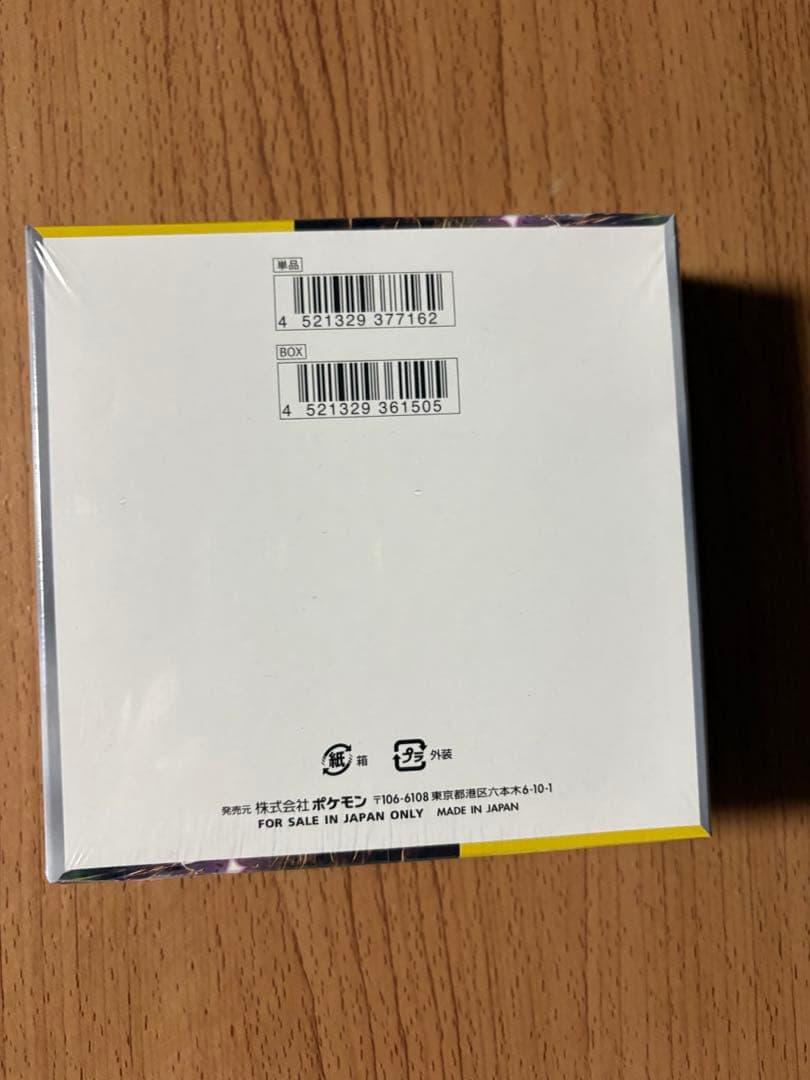 単品
4 521329 377162
BOX
4 521329 361505
紙 箱
プラ 外装
発売元 株式会社 ポケモン 〒106-6108 東京都港区六本木6-10-1
FOR SALE IN JAPAN ONLY MADE IN JAPAN